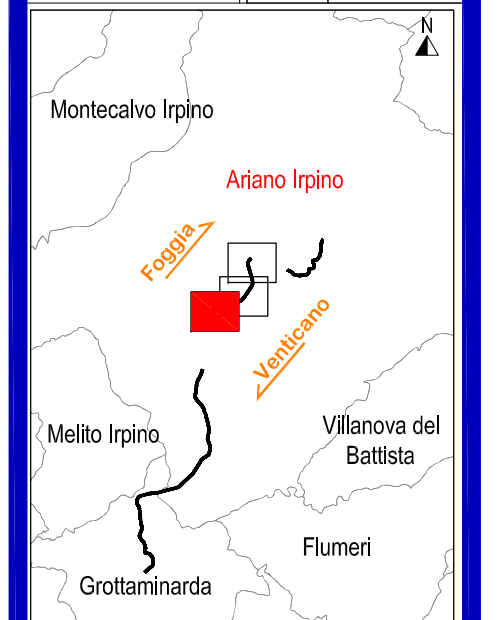 N
Montecalvo Irpino
Ariano Irpino
Foggia
Venticano
Melito Irpino
Villanova del
Battista
Flumeri
Grottaminarda